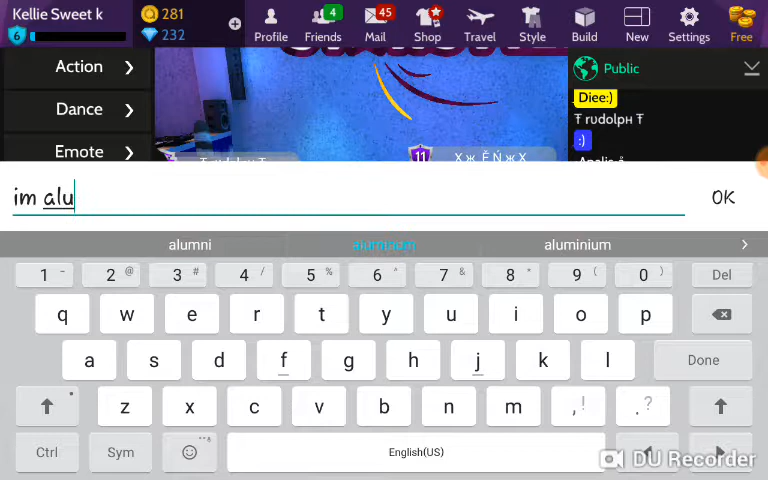 Kellie Sweet k
6
281
232
Profile
4
Friends
45
Mail
Shop
Travel
Style
Build
New
Settings
Free
Action
Dance
Emote
Public
Diee:)
Ŧ rυdolpн Ŧ
:)
11
X ж Ě Ń ж X
im alu
OK
alumni
aluminum
aluminium
1 - 2 @ 3 # 4 / 5 % 6 ^ 7 & 8 * 9 ( 0 ) Del
q w e r t y u i o p
a s d f g h j k l Done
z x c v b n m , ! . ?
Ctrl Sym English(US)
DU Recorder